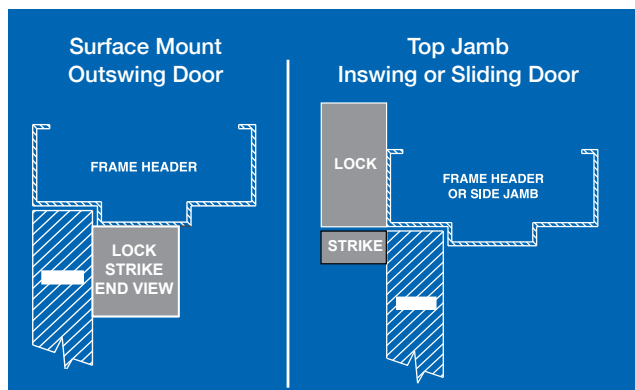 Surface Mount
Outswing Door
FRAME HEADER
LOCK
STRIKE
END VIEW
Top Jamb
Inswing or Sliding Door
LOCK
FRAME HEADER
OR SIDE JAMB
STRIKE